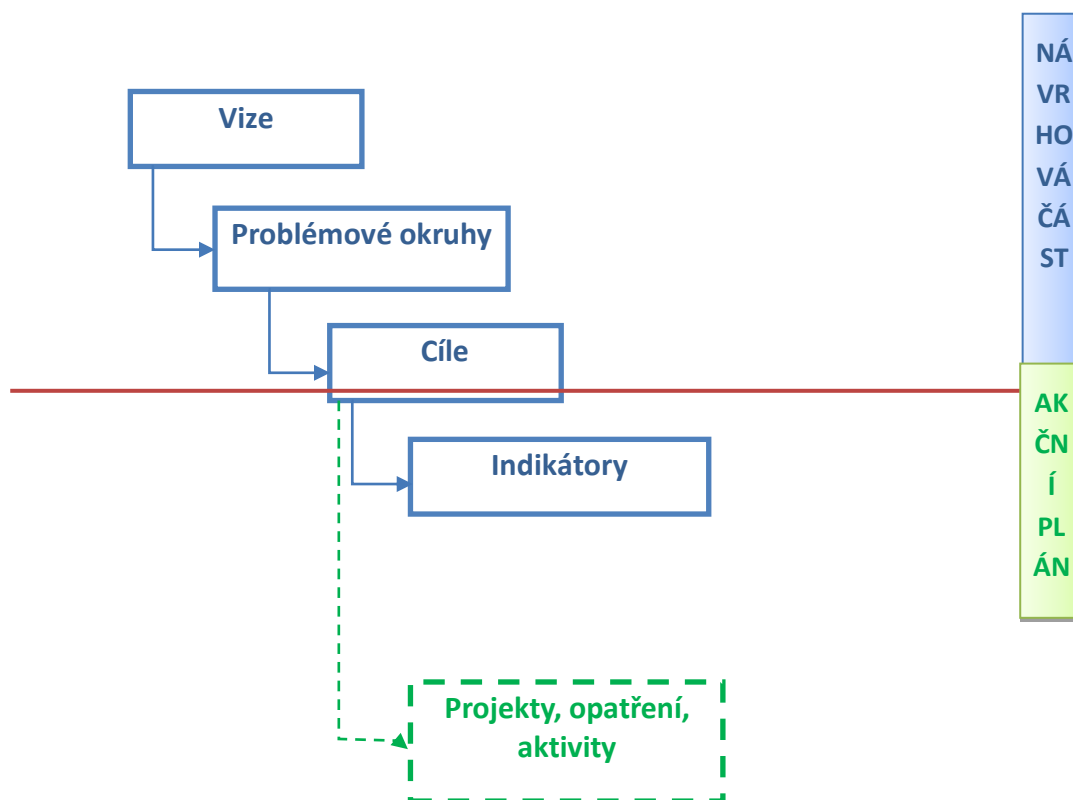 Vize
Problémové okruhy
Cíle
Indikátory
Projekty, opatření,
aktivity
NÁ
VR
HO
VÁ
ČÁ
ST
AK
ČN
Í
PL
ÁN